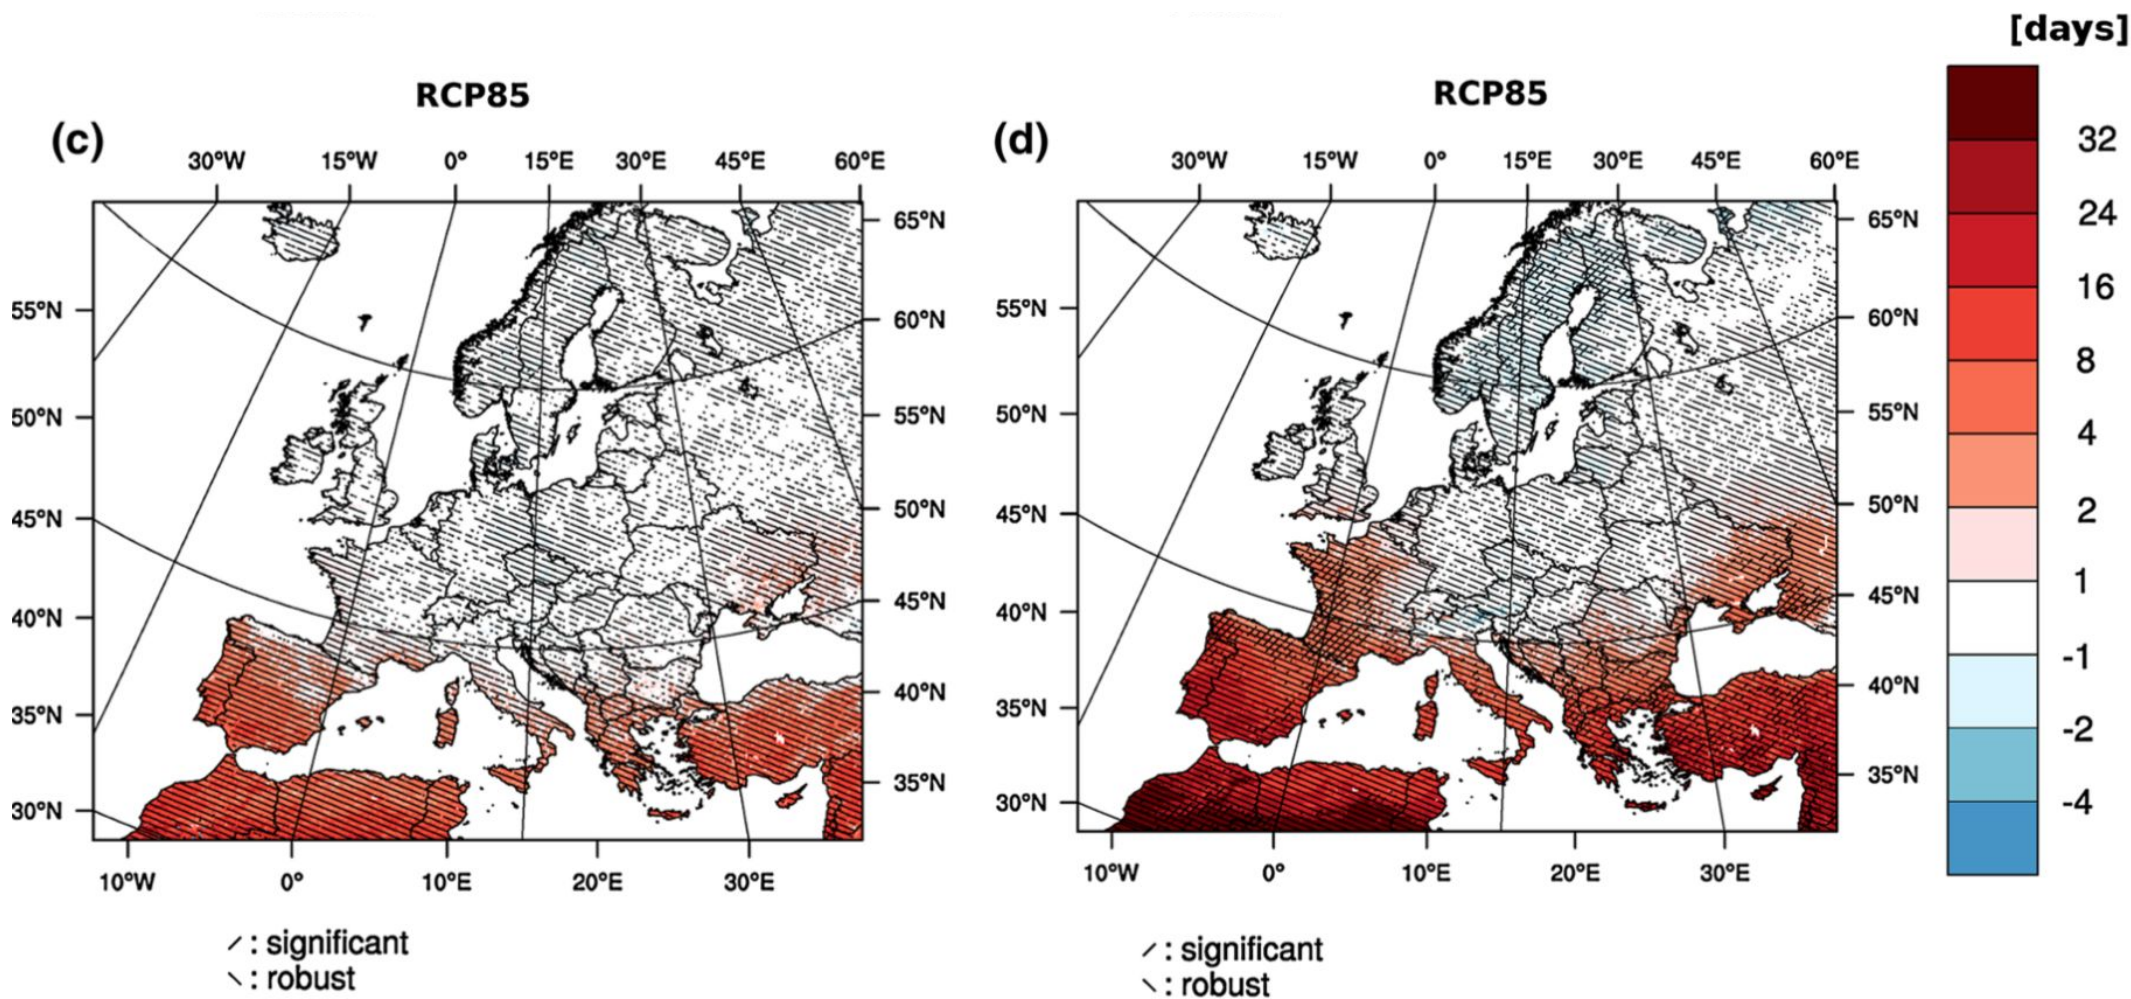 [days]
RCP85
RCP85
(c)
(d)
30°W 15°W 0° 15°E 30°E 45°E 60°E
30°W 15°W 0° 15°E 30°E 45°E 60°E
55°N
50°N
45°N
40°N
35°N
30°N
65°N
60°N
55°N
50°N
45°N
40°N
35°N
10°W 0° 10°E 20°E 30°E
: significant
: robust
55°N
50°N
45°N
40°N
35°N
30°N
65°N
60°N
55°N
50°N
45°N
40°N
35°N
10°W 0° 10°E 20°E 30°E
: significant
: robust
32
24
16
8
4
2
1
-1
-2
-4